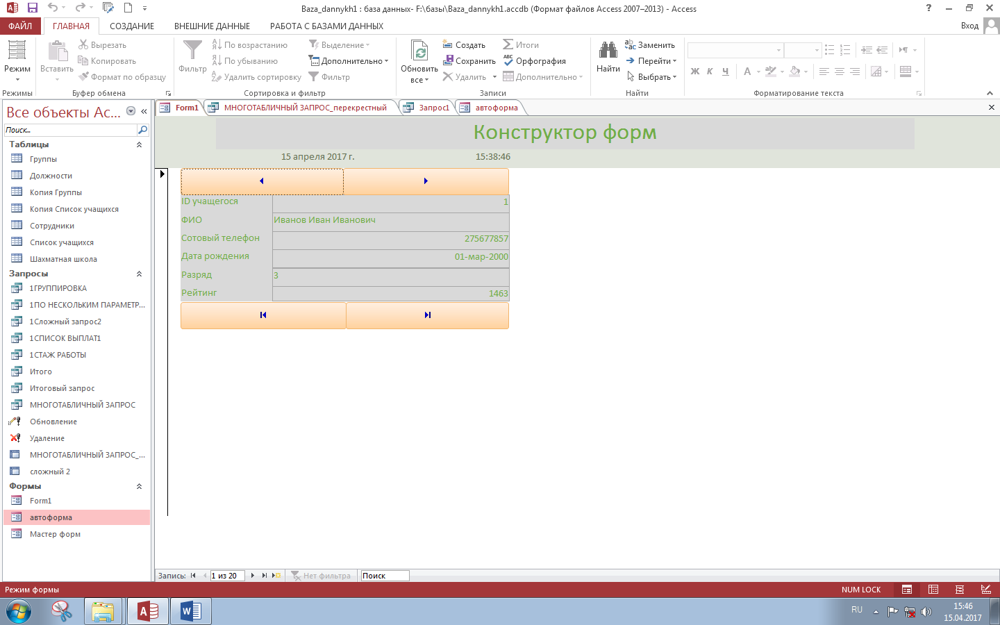 Baza_dannykh1 : база данных- F:\базы\Baza_dannykh1.accdb (Формат файлов Access 2007–2013) - Access
?
ФАЙЛ ГЛАВНАЯ СОЗДАНИЕ ВНЕШНИЕ ДАННЫЕ РАБОТА С БАЗАМИ ДАННЫХ Вход
Режим
Режимы
Вставить
Вырезать
Копировать
Формат по образцу
Буфер обмена
Фильтр
По возрастанию
По убыванию
Удалить сортировку
Выделение
Дополнительно
Фильтр
Сортировка и фильтр
Обновить
все
Создать
Сохранить
Удалить
Итоги
Орфография
Дополнительно
Записи
Найти
Заменить
Перейти
Выбрать
Найти
Ж К Ч А
Форматирование текста
Все объекты Ac...
Поиск...
Таблицы
Группы
Должности
Копия Группы
Копия Список учащихся
Сотрудники
Список учащихся
Шахматная школа
Запросы
1ГРУППИРОВКА
1ПО НЕСКОЛЬКИМ ПАРАМЕТР...
1Сложный запрос2
1СПИСОК ВЫПЛАТ1
1СТАЖ РАБОТЫ
Итого
Итоговый запрос
МНОГОТАБЛИЧНЫЙ ЗАПРОС
Обновление
Удаление
МНОГОТАБЛИЧНЫЙ ЗАПРОС_...
сложный 2
Формы
Form1
автоформа
Мастер форм
Form1 МНОГОТАБЛИЧНЫЙ ЗАПРОС_перекрестный Запрос1 автоформа
Конструктор форм
15 апреля 2017 г. 15:38:46
ID учащегося 1
ФИО Иванов Иван Иванович
Сотовый телефон 275677857
Дата рождения 01-мар-2000
Разряд 3
Рейтинг 1463
Запись: 1 из 20 Нет фильтра Поиск
Режим формы NUM LOCK
RU 15:46
15.04.2017